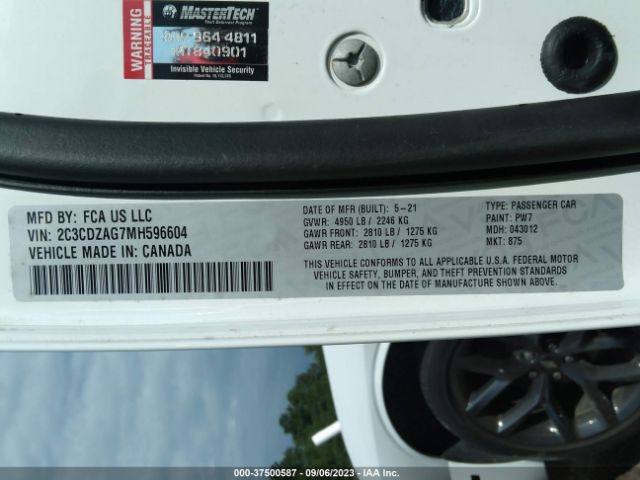 WARNING
TRACEABLE
MASTERTECH
Theft Deterrent Program
964-4811
MT840901
Invisible Vehicle Security
MFD BY: FCA US LLC
VIN: 2C3CDZAG7MH596604
VEHICLE MADE IN: CANADA
DATE OF MFR (BUILT): 5-21
GVWR: 4950 LB / 2246 KG
GAWR FRONT: 2810 LB / 1275 KG
GAWR REAR: 2810 LB / 1275 KG
TYPE: PASSENGER CAR
PAINT: PW7
MDH: 043012
MKT: 875
THIS VEHICLE CONFORMS TO ALL APPLICABLE U.S.A. FEDERAL MOTOR
VEHICLE SAFETY, BUMPER, AND THEFT PREVENTION STANDARDS
IN EFFECT ON THE DATE OF MANUFACTURE SHOWN ABOVE.
000-37500587 - 09/06/2023 - IAA Inc.